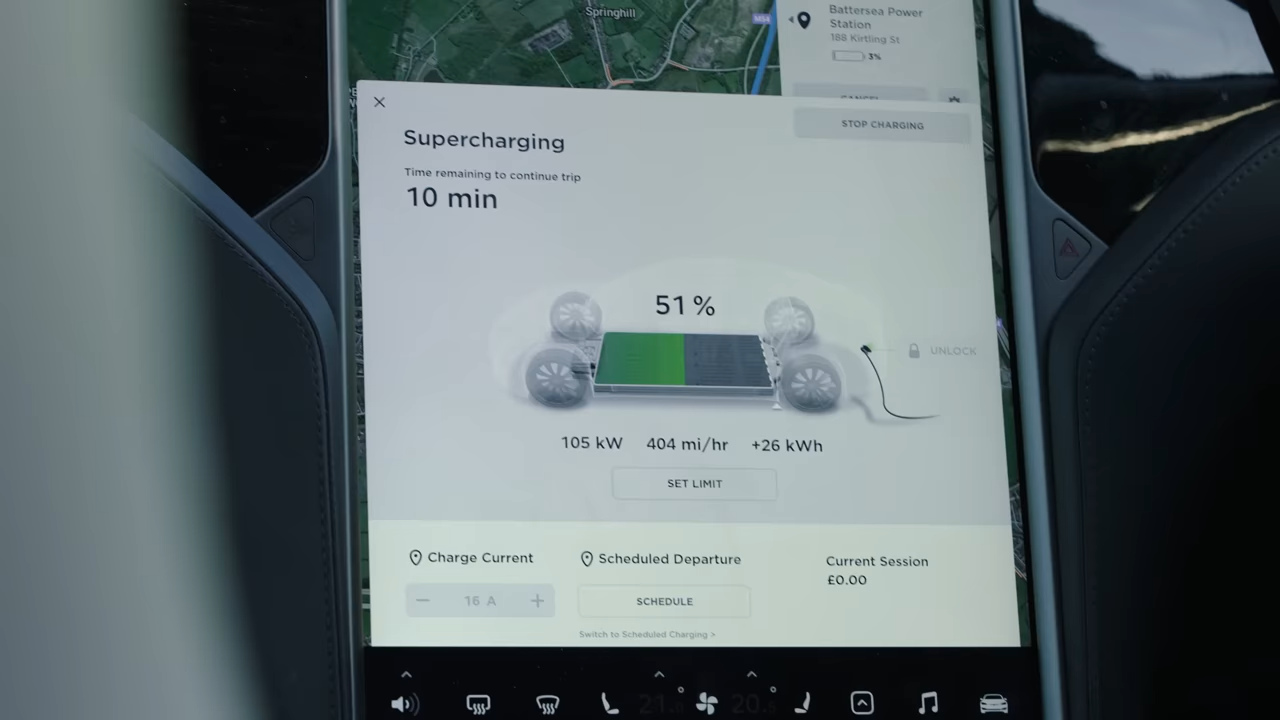 Springhill
Battersea Power
Station
188 Kirtling St
3%
STOP CHARGING
Supercharging
Time remaining to continue trip
10 min
51 %
UNLOCK
105 kW 404 mi/hr +26 kWh
SET LIMIT
Charge Current
16 A
Scheduled Departure
SCHEDULE
Switch to Scheduled Charging >
Current Session
£0.00